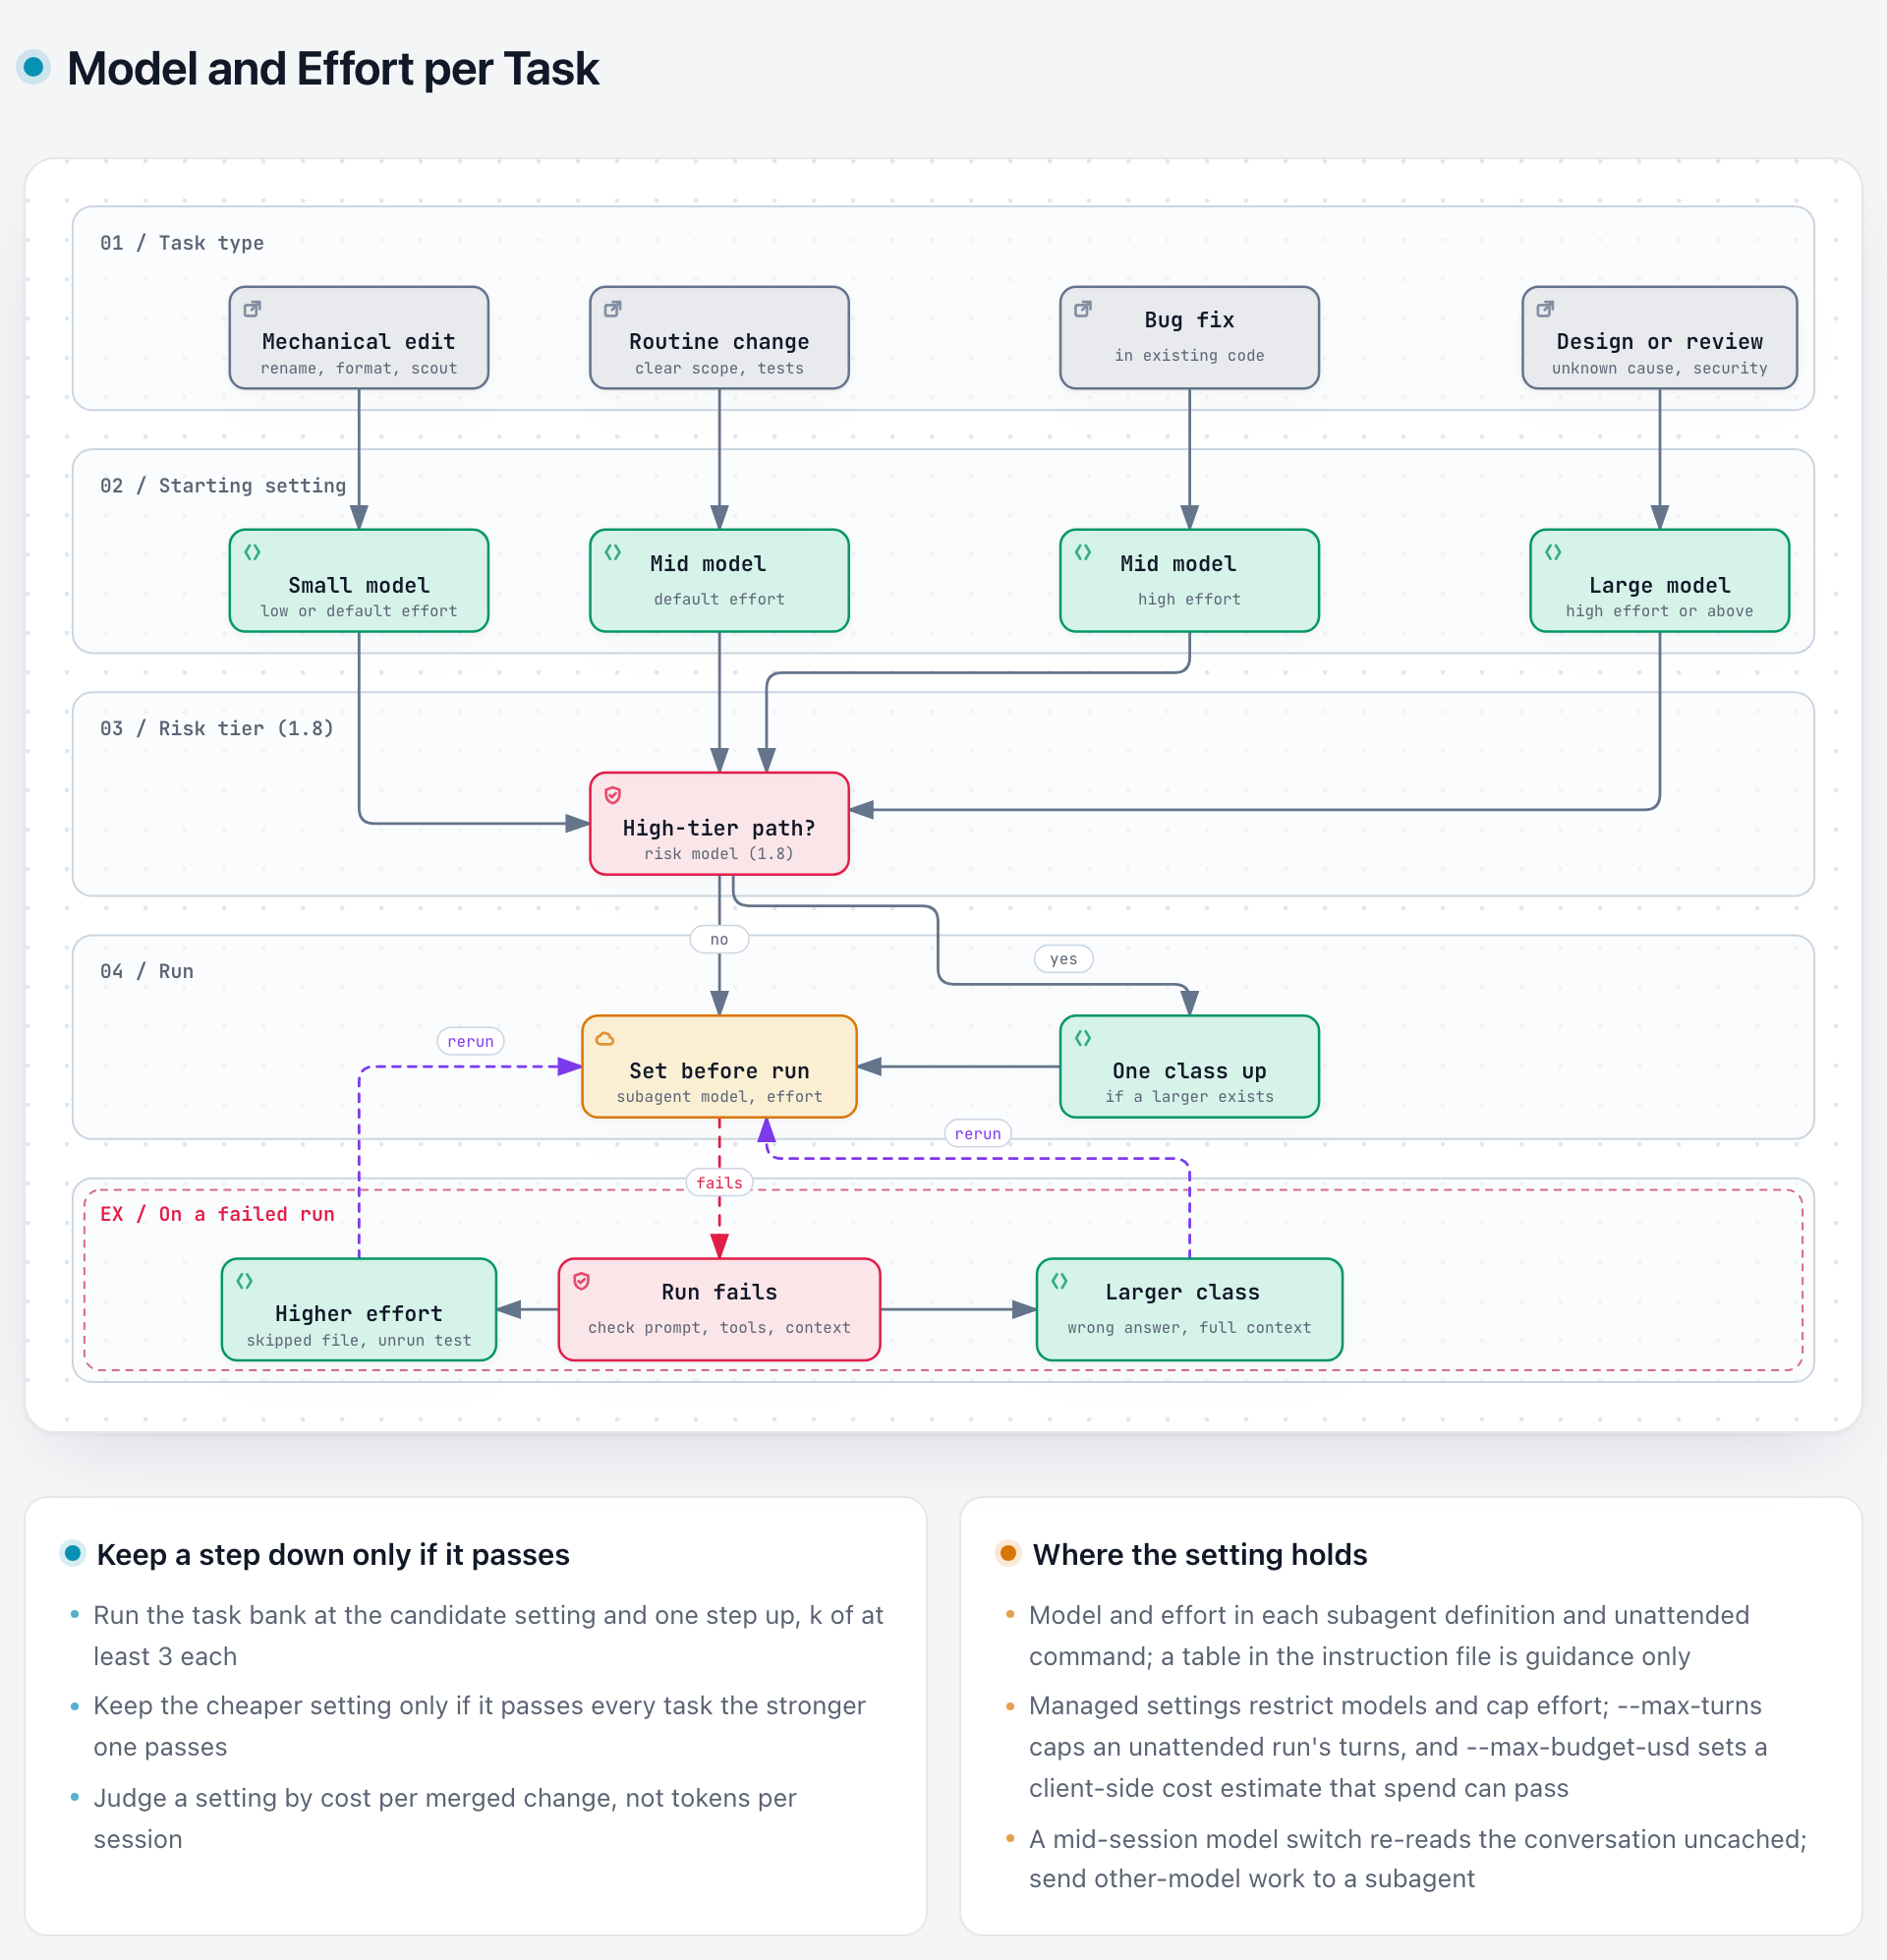 Model and Effort per Task
01 / Task type
Mechanical edit
rename, format, scout
Routine change
clear scope, tests
Bug fix
in existing code
Design or review
unknown cause, security
02 / Starting setting
Small model
low or default effort
Mid model
default effort
Mid model
high effort
Large model
high effort or above
03 / Risk tier (1.8)
High-tier path?
risk model (1.8)
no
yes
04 / Run
rerun
Set before run
subagent model, effort
One class up
if a larger exists
rerun
fails
EX / On a failed run
Higher effort
skipped file, unrun test
Run fails
check prompt, tools, context
Larger class
wrong answer, full context
Keep a step down only if it passes
Run the task bank at the candidate setting and one step up, k of at
least 3 each
Keep the cheaper setting only if it passes every task the stronger
one passes
Judge a setting by cost per merged change, not tokens per
session
Where the setting holds
Model and effort in each subagent definition and unattended
command; a table in the instruction file is guidance only
Managed settings restrict models and cap effort; --max-turns
caps an unattended run's turns, and --max-budget-usd sets a
client-side cost estimate that spend can pass
A mid-session model switch re-reads the conversation uncached;
send other-model work to a subagent